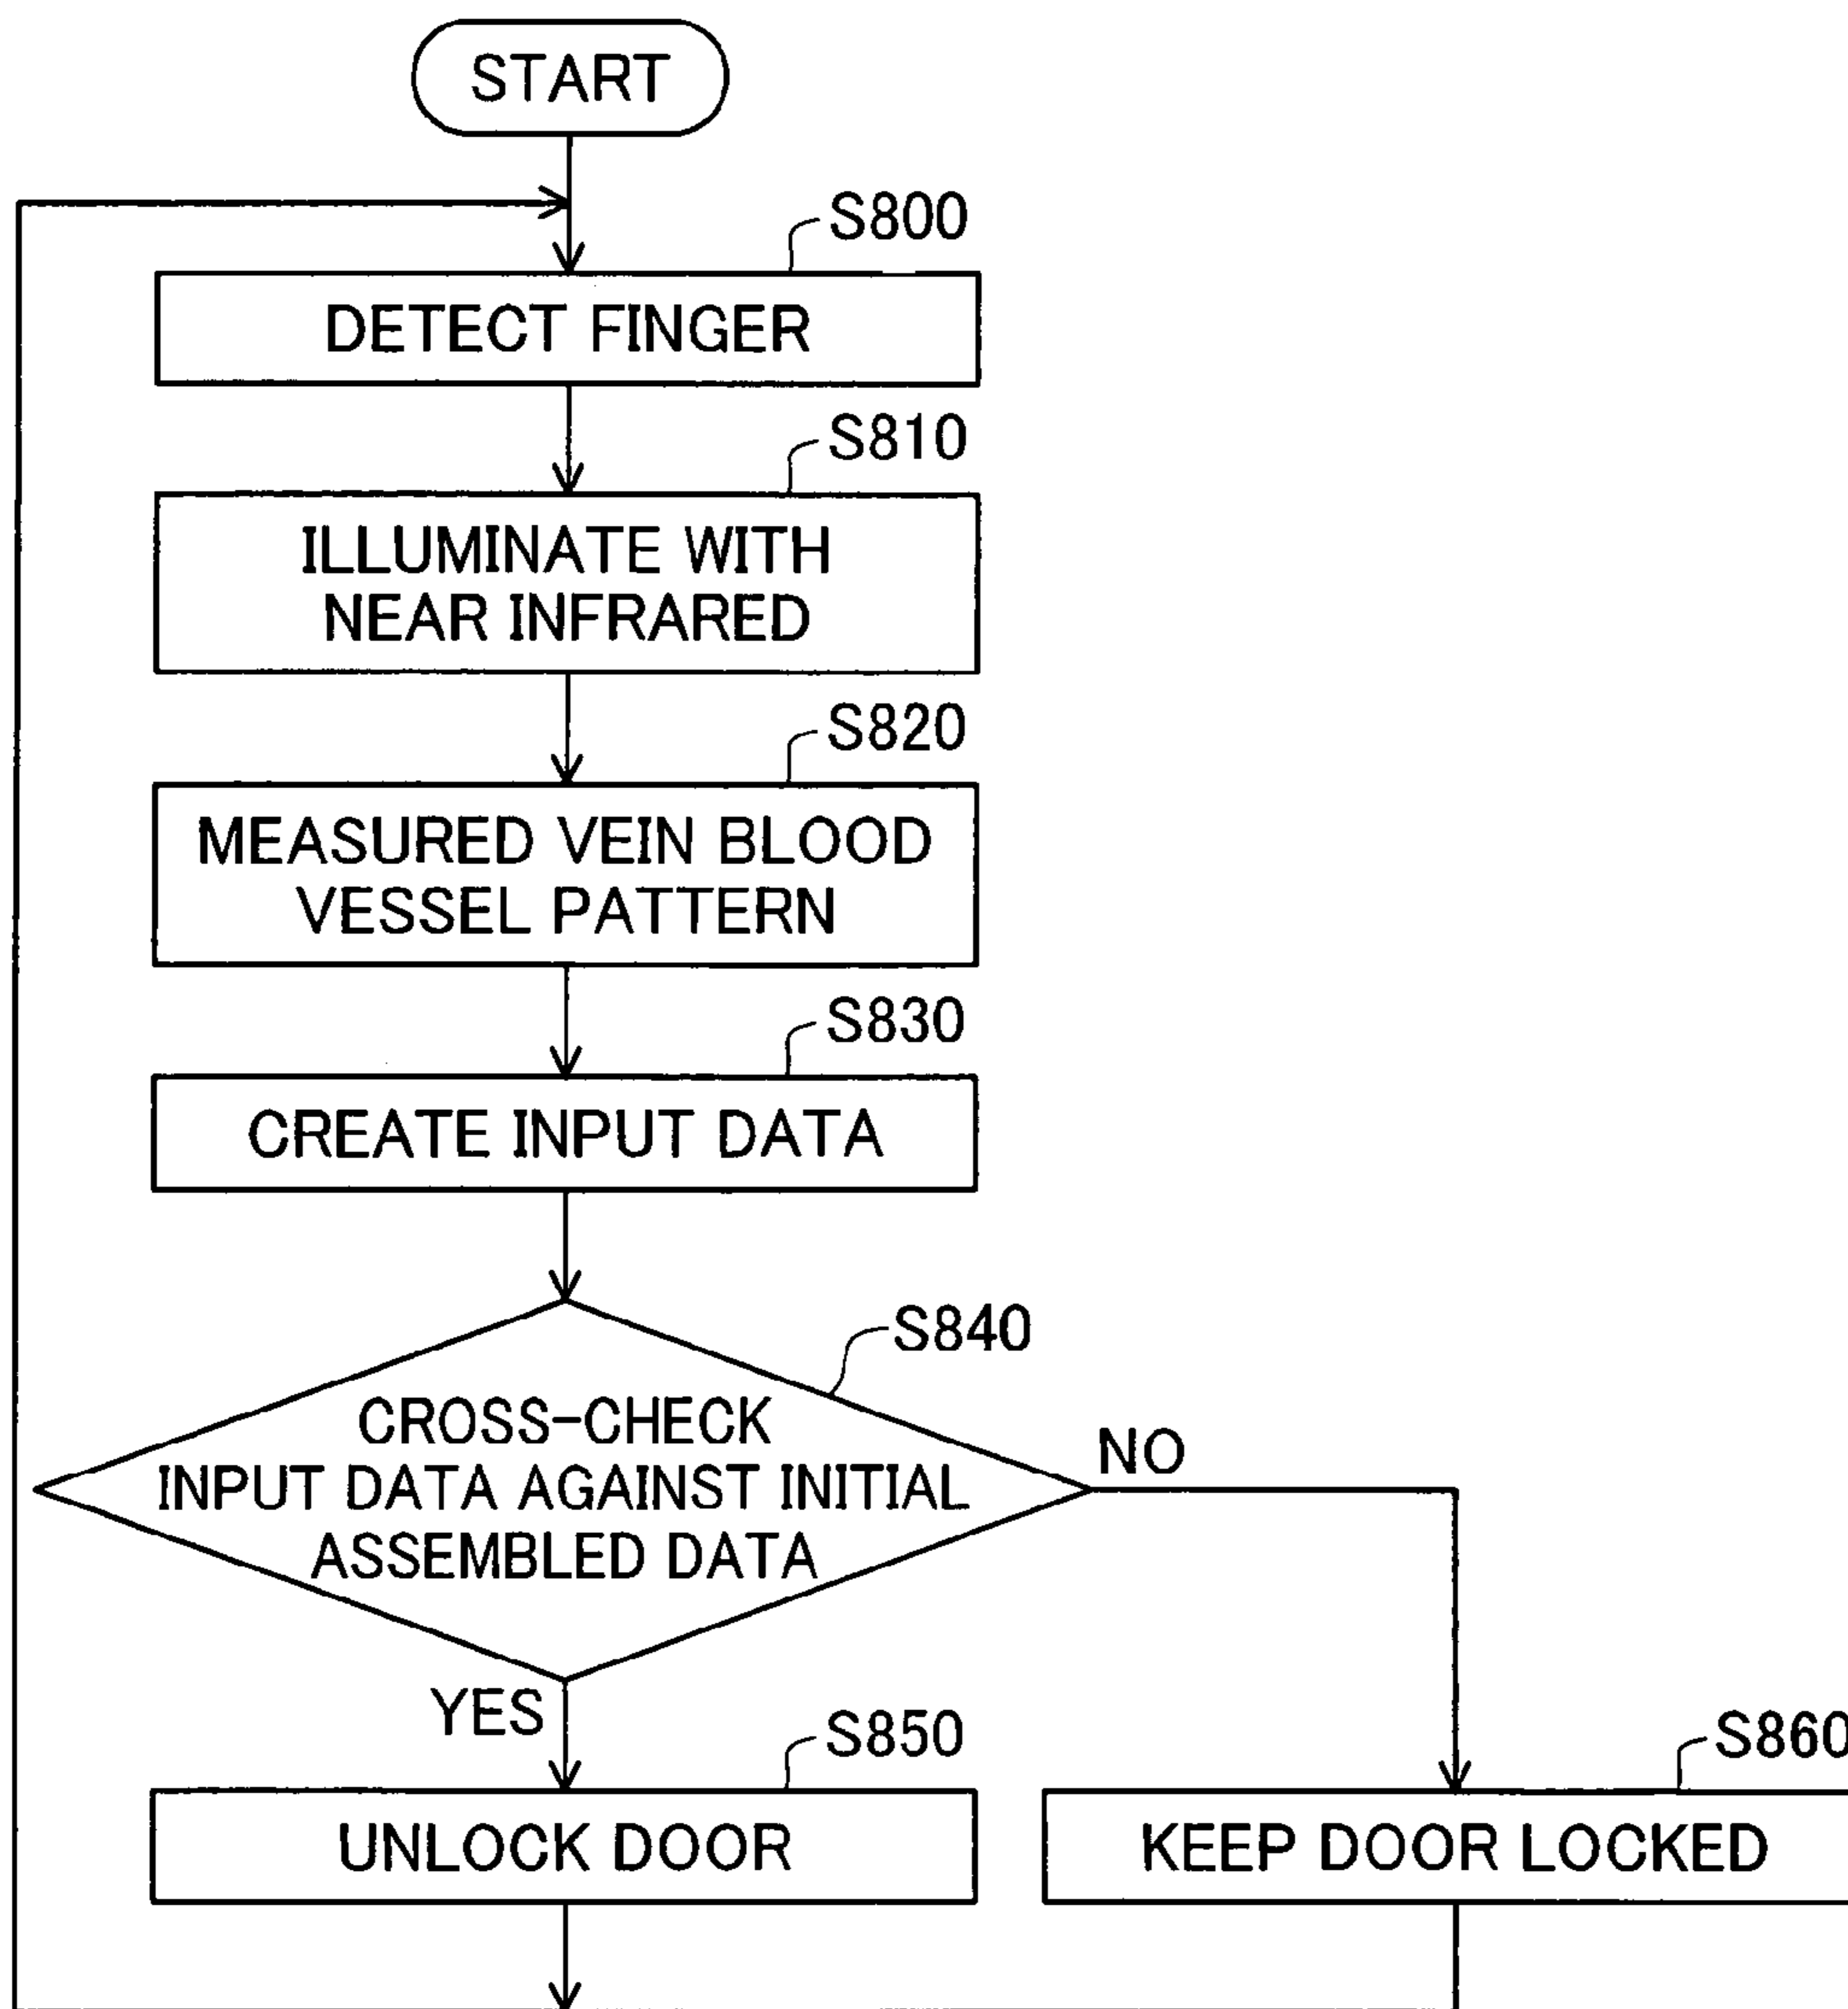 START
S800
DETECT FINGER
S810
ILLUMINATE WITH
NEAR INFRARED
S820
MEASURED VEIN BLOOD
VESSEL PATTERN
S830
CREATE INPUT DATA
S840
CROSS-CHECK
INPUT DATA AGAINST INITIAL
ASSEMBLED DATA
NO
YES
S850
UNLOCK DOOR
S860
KEEP DOOR LOCKED